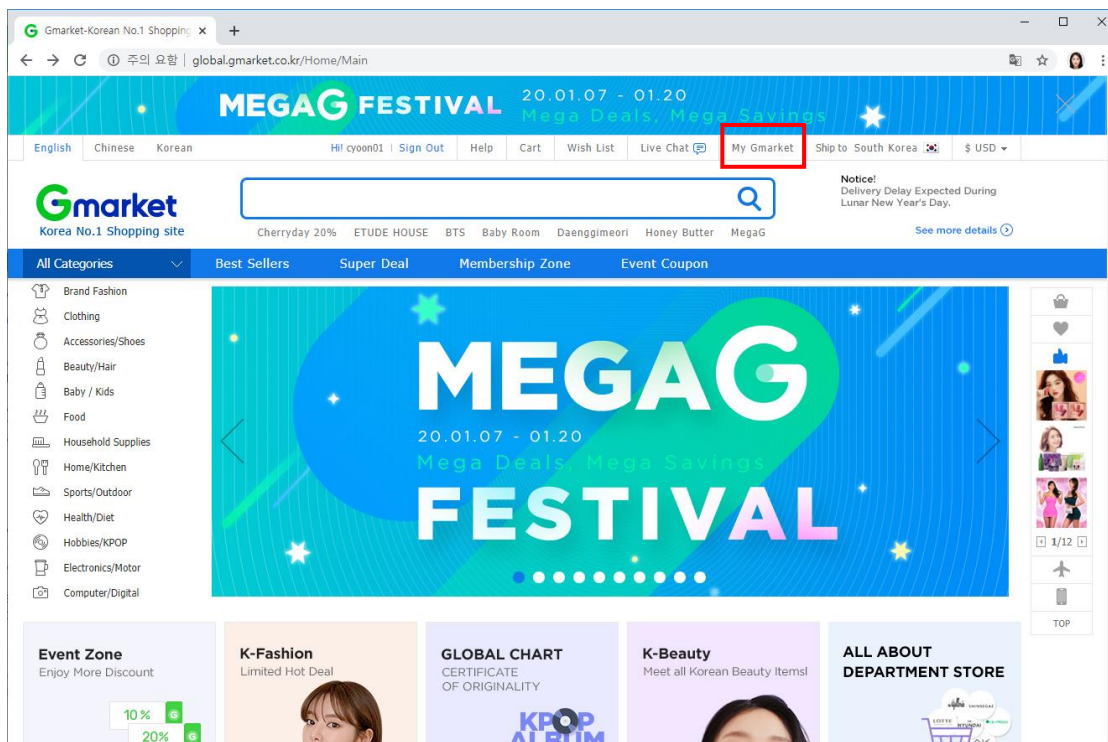 Gmarket-Korean No.1 Shopping
주의 요함 | global.gmarket.co.kr/Home/Main
MEGAG FESTIVAL 20.01.07 - 01.20
Mega Deals, Mega Savings
English Chinese Korean Hi! cyoon01 | Sign Out Help Cart Wish List Live Chat My Gmarket Ship to South Korea $ USD
Notice!
Delivery Delay Expected During
Lunar New Year's Day.
See more details
Gmarket
Korea No.1 Shopping site
Cherryday 20% ETUDE HOUSE BTS Baby Room Daenggimeori Honey Butter MegaG
All Categories Best Sellers Super Deal Membership Zone Event Coupon
Brand Fashion
Clothing
Accessories/Shoes
Beauty/Hair
Baby / Kids
Food
Household Supplies
Home/Kitchen
Sports/Outdoor
Health/Diet
Hobbies/KPOP
Electronics/Motor
Computer/Digital
MEGAG
20.01.07 - 01.20
Mega Deals, Mega Savings
FESTIVAL
1/12
TOP
Event Zone
Enjoy More Discount
10%
20%
K-Fashion
Limited Hot Deal
GLOBAL CHART
CERTIFICATE
OF ORIGINALITY
KPOP
ALBUM
K-Beauty
Meet all Korean Beauty Items!
ALL ABOUT
DEPARTMENT STORE
LOTTE
HYUNDAI